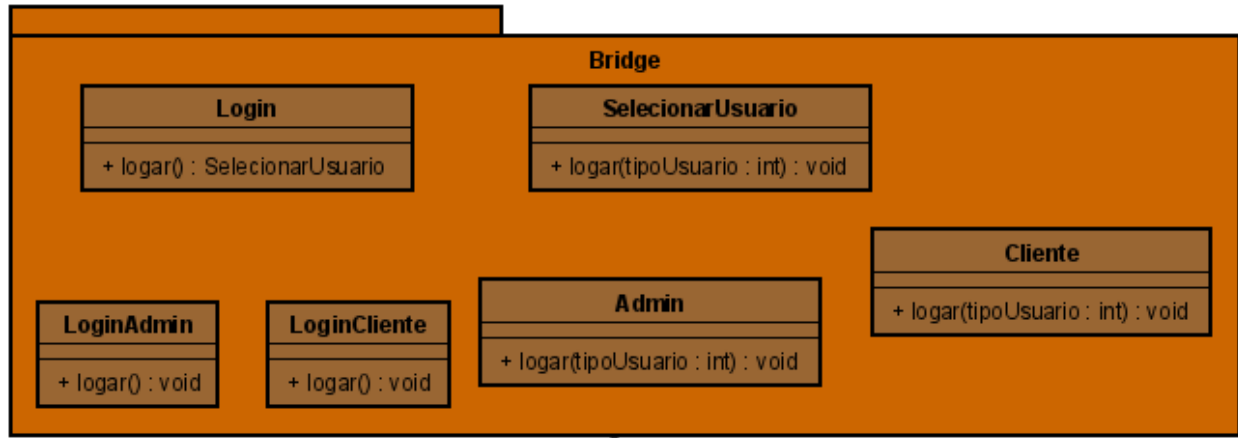 Bridge
Login
+ logar() : SelecionarUsuario
SelecionarUsuario
+ logar(tipoUsuario : int) : void
Cliente
+ logar(tipoUsuario : int) : void
LoginAdmin
+ logar() : void
LoginCliente
+ logar() : void
Admin
+ logar(tipoUsuario : int) : void